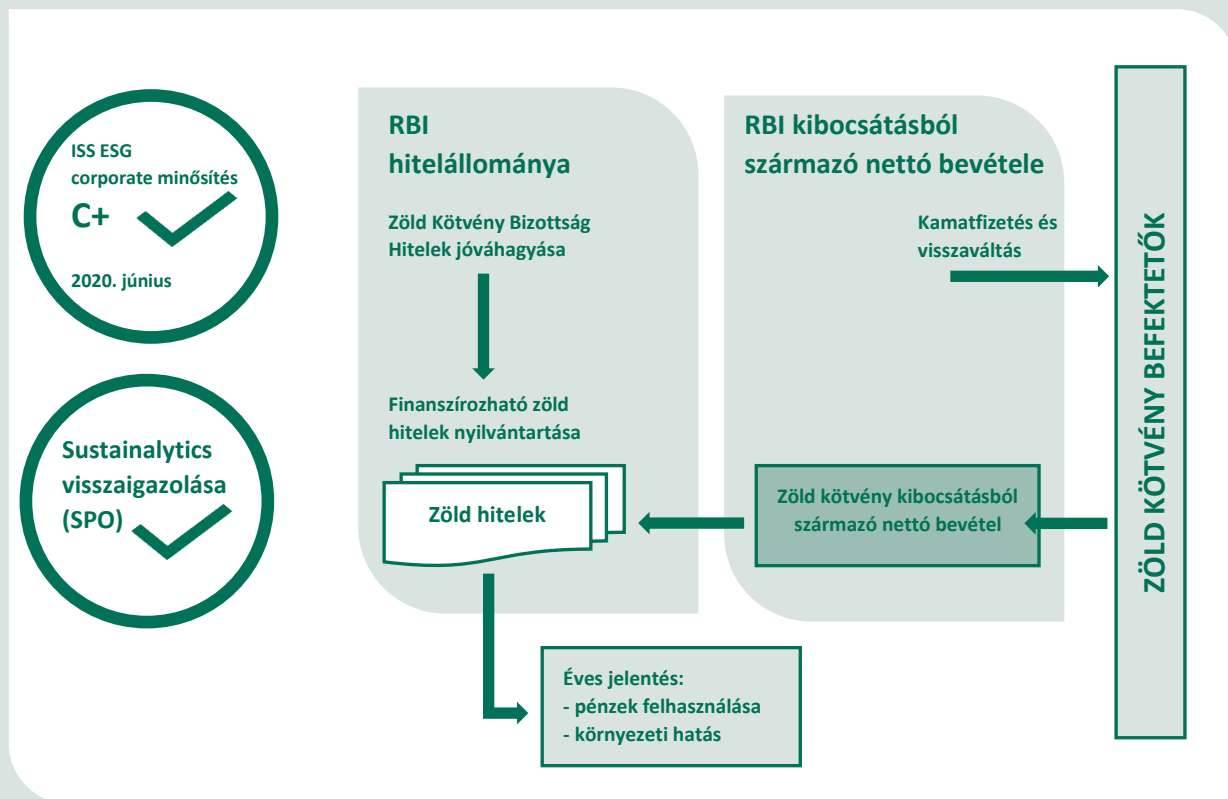 ISS ESG
corporate minősítés
C+
2020. június
Sustainalytics
visszaigazolása
(SPO)
RBI
hitelállománya
Zöld Kötvény Bizottság
Hitelek jóváhagyása
Finanszírozható zöld
hitelek nyilvántartása
Zöld hitelek
RBI kibocsátásból
származó nettó bevétele
Kamatfizetés és
visszaváltás
Zöld kötvény kibocsátásból
származó nettó bevétel
Éves jelentés:
- pénzek felhasználása
- környezeti hatás
ZÖLD KÖTVÉNY BEFEKTETŐK